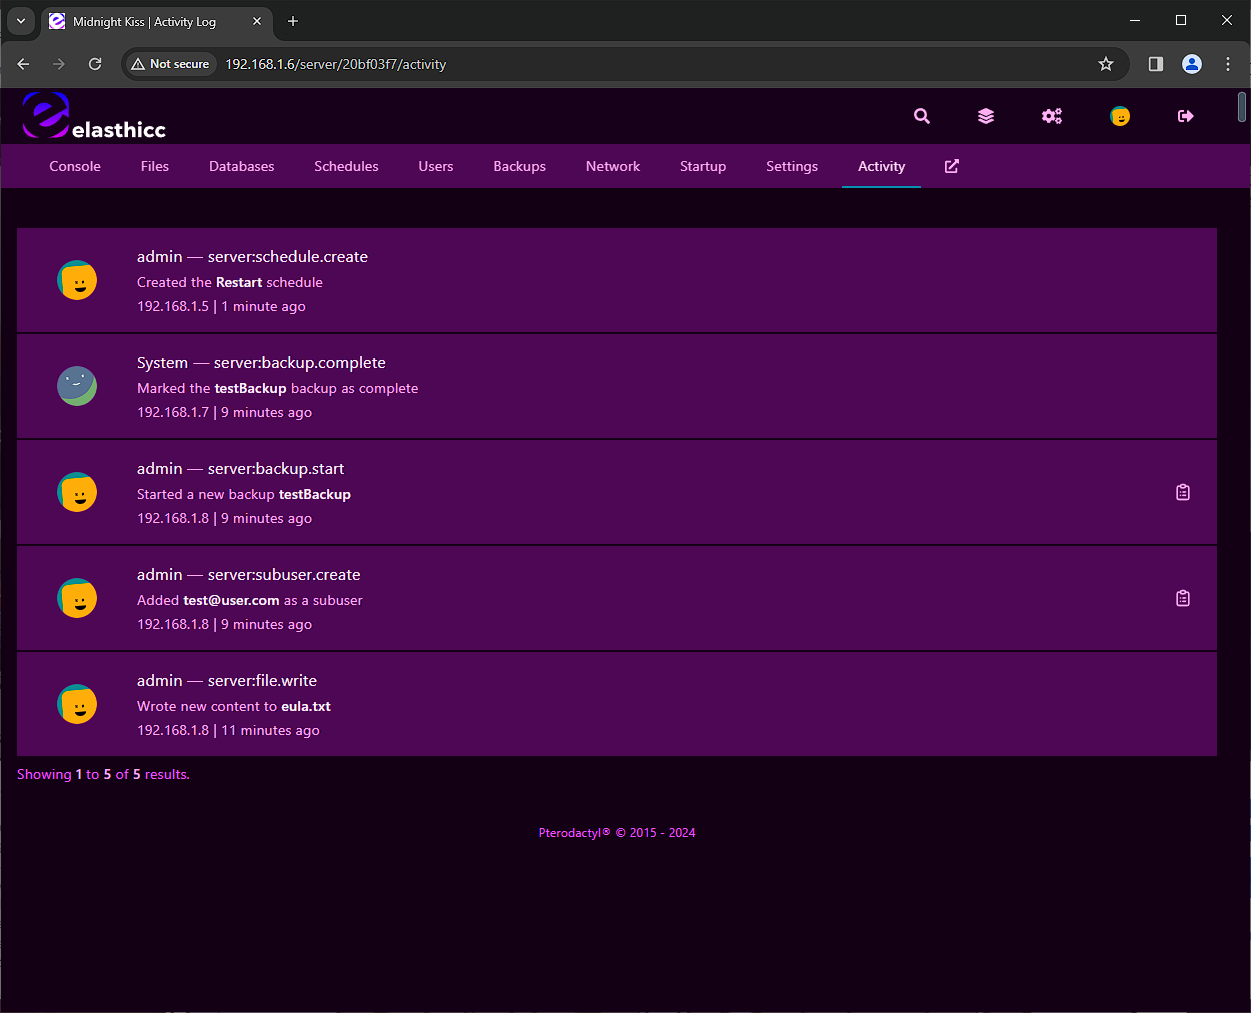 Midnight Kiss | Activity Log
Not secure 192.168.1.6/server/20bf03f7/activity
elasthicc
Console Files Databases Schedules Users Backups Network Startup Settings Activity
admin — server:schedule.create
Created the Restart schedule
192.168.1.5 | 1 minute ago
System — server:backup.complete
Marked the testBackup backup as complete
192.168.1.7 | 9 minutes ago
admin — server:backup.start
Started a new backup testBackup
192.168.1.8 | 9 minutes ago
admin — server:subuser.create
Added test@user.com as a subuser
192.168.1.8 | 9 minutes ago
admin — server:file.write
Wrote new content to eula.txt
192.168.1.8 | 11 minutes ago
Showing 1 to 5 of 5 results.
Pterodactyl® © 2015 - 2024